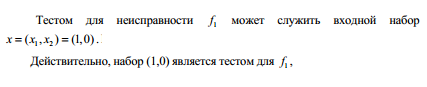 Тестом для неисправности f₁ может служить входной набор
x = (x₁, x₂) = (1,0).
Действительно, набор (1,0) является тестом для f₁,